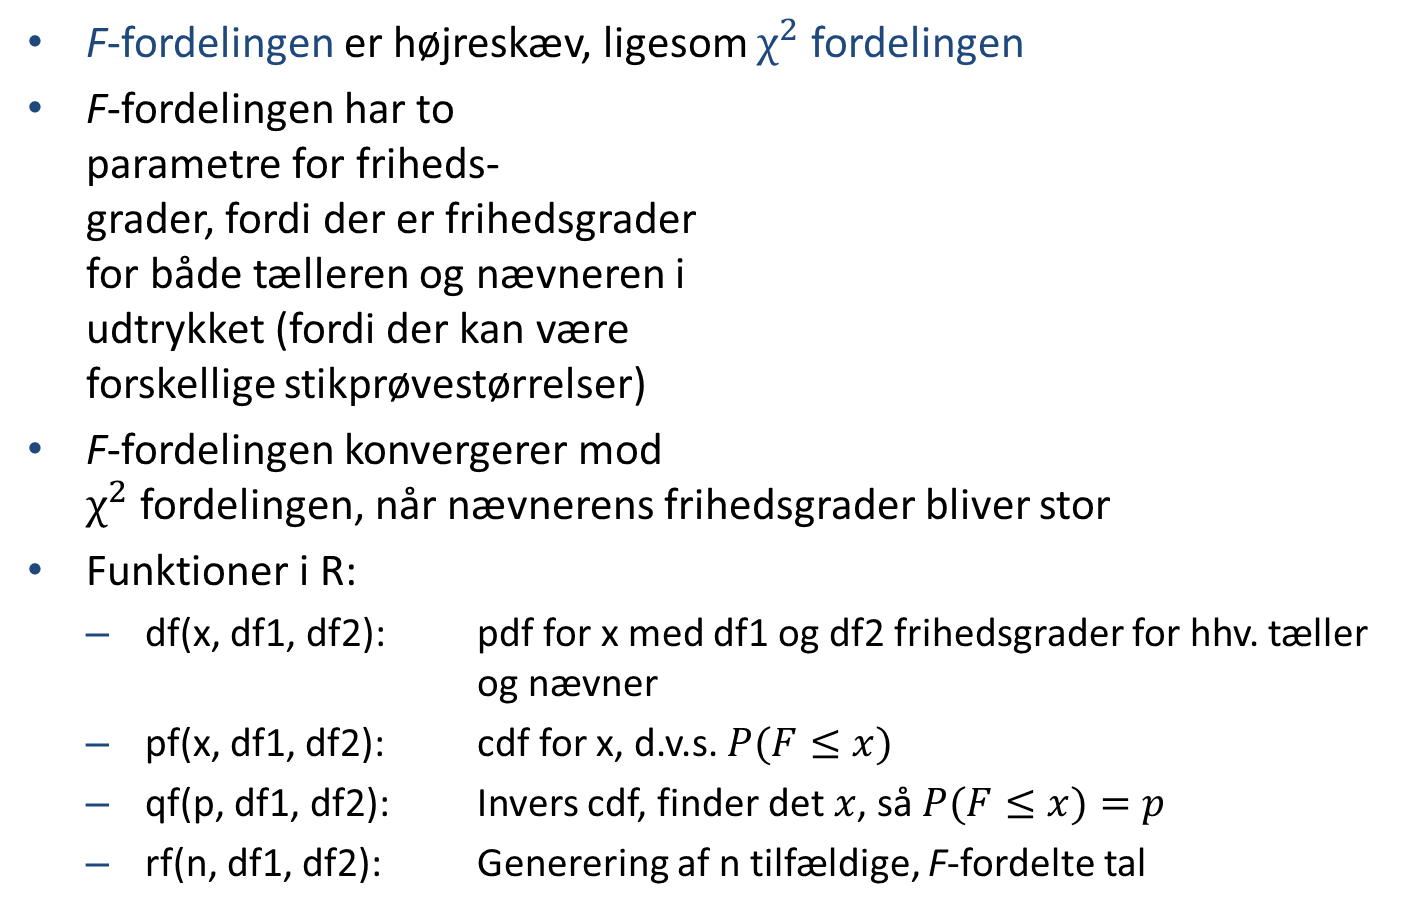 • F-fordelingen er højreskæv, ligesom χ² fordelingen
• F-fordelingen har to
parametre for friheds-
grader, fordi der er frihedsgrader
for både tælleren og nævneren i
udtrykket (fordi der kan være
forskellige stikprøvestørrelser)
• F-fordelingen konvergerer mod
χ² fordelingen, når nævnerens frihedsgrader bliver stor
• Funktioner i R:
– df(x, df1, df2): pdf for x med df1 og df2 frihedsgrader for hhv. tæller
og nævner
– pf(x, df1, df2): cdf for x, d.v.s. P(F ≤ x)
– qf(p, df1, df2): Invers cdf, finder det x, så P(F ≤ x) = p
– rf(n, df1, df2): Generering af n tilfældige, F-fordelte tal